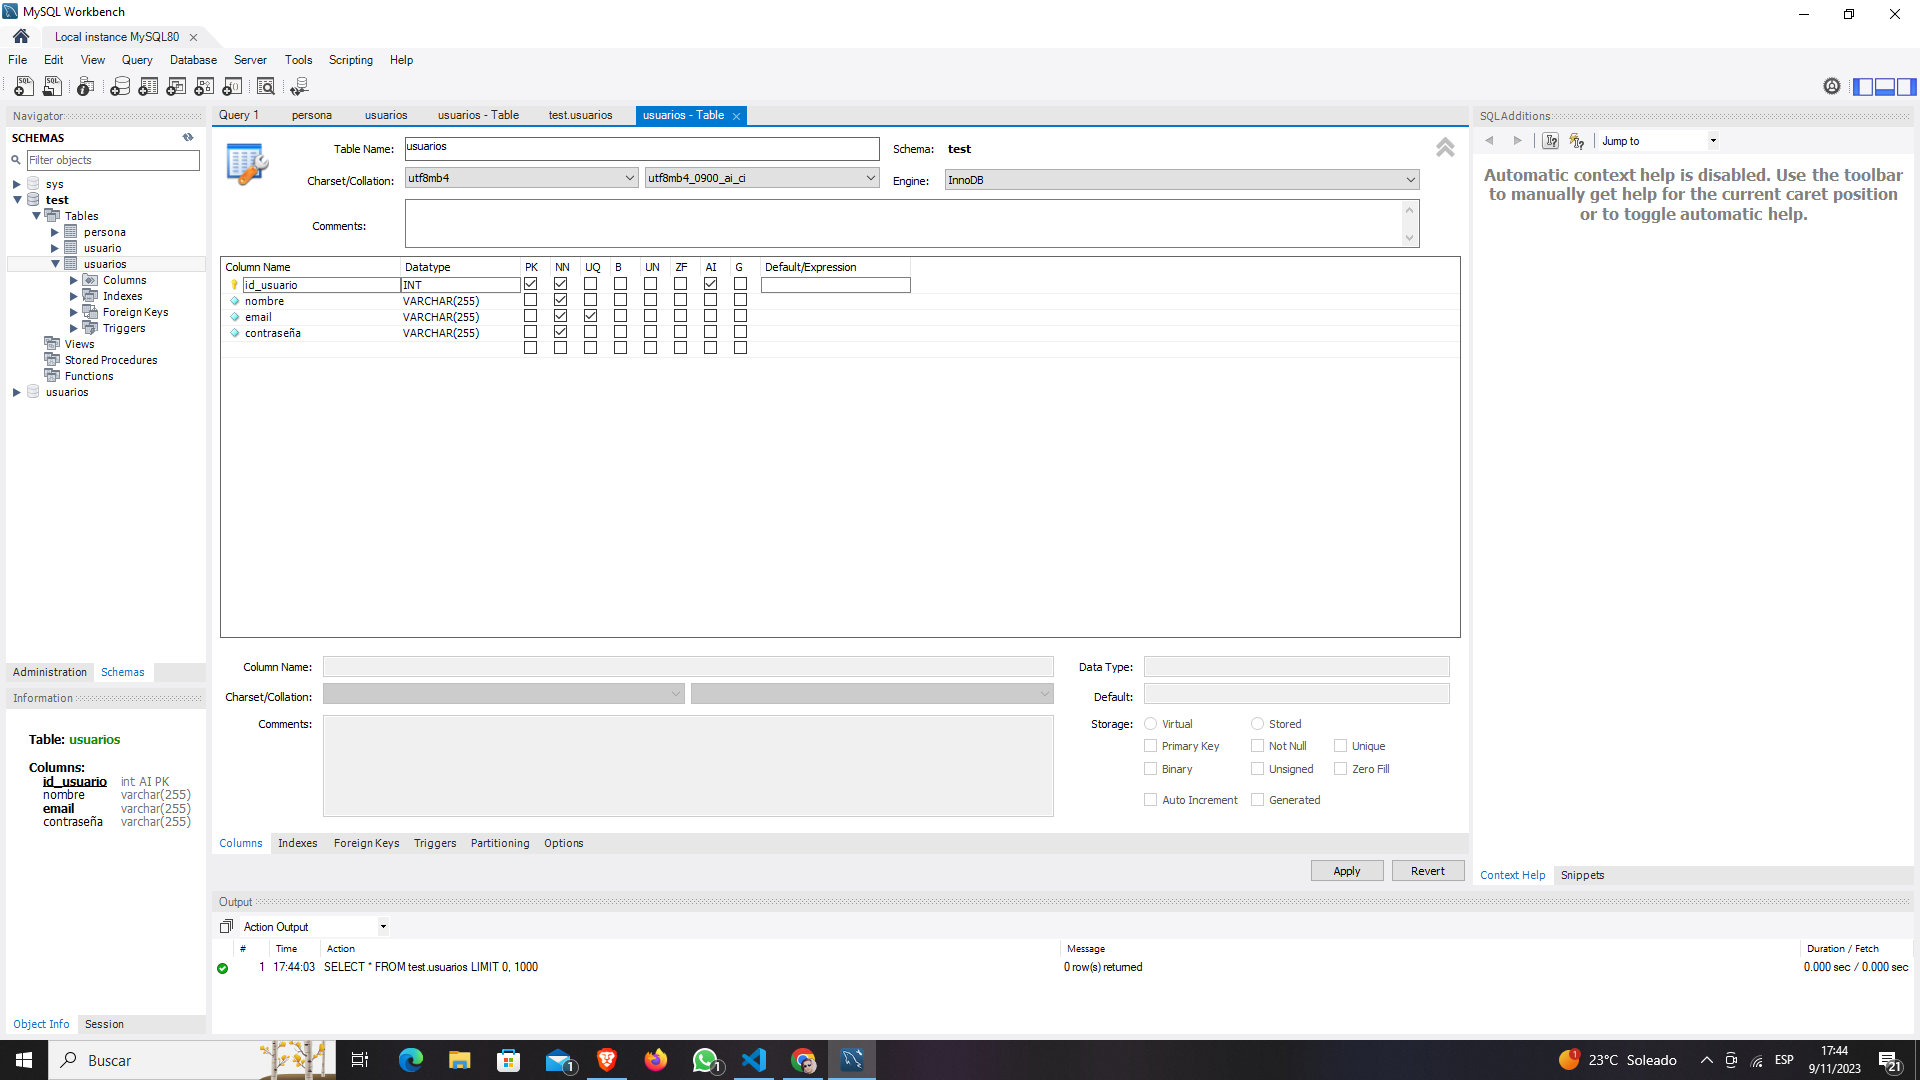 MySQL Workbench
Local instance MySQL80
File Edit View Query Database Server Tools Scripting Help
Navigator
SCHEMAS
Filter objects
sys
test
Tables
persona
usuario
usuarios
Columns
Indexes
Foreign Keys
Triggers
Views
Stored Procedures
Functions
usuarios
Administration Schemas
Information
Table: usuarios
Columns:
id_usuario int AI PK
nombre varchar(255)
email varchar(255)
contraseña varchar(255)
Object Info Session
Query 1 persona usuarios usuarios - Table test.usuarios usuarios - Table
Table Name: usuarios Schema: test
Charset/Collation: utf8mb4 utf8mb4_0900_ai_ci Engine: InnoDB
Comments:
Column Name Datatype PK NN UQ B UN ZF AI G Default/Expression
id_usuario INT
nombre VARCHAR(255)
email VARCHAR(255)
contraseña VARCHAR(255)
Column Name: Data Type:
Charset/Collation: Default:
Comments: Storage: Virtual Stored
Primary Key Not Null Unique
Binary Unsigned Zero Fill
Auto Increment Generated
Columns Indexes Foreign Keys Triggers Partitioning Options
Apply Revert
Output
Action Output
# Time Action Message Duration / Fetch
1 17:44:03 SELECT * FROM test.usuarios LIMIT 0, 1000 0 row(s) returned 0.000 sec / 0.000 sec
SQLAdditions
Jump to
Automatic context help is disabled. Use the toolbar
to manually get help for the current caret position
or to toggle automatic help.
Context Help Snippets
Buscar
1
1
1
23°C Soleado
ESP
17:44
9/11/2023
21